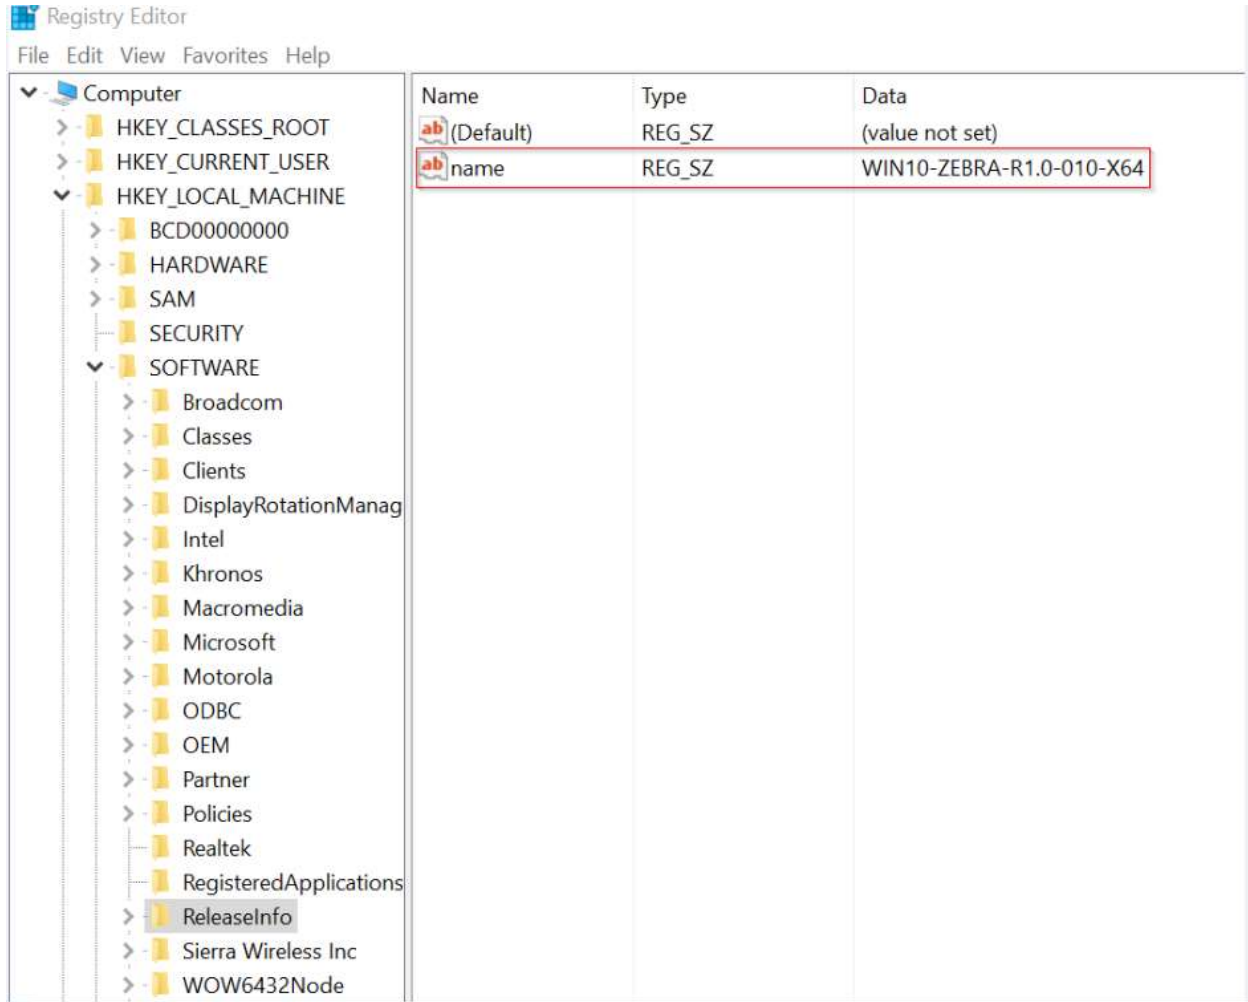 Registry Editor
File Edit View Favorites Help
Computer
HKEY_CLASSES_ROOT
HKEY_CURRENT_USER
HKEY_LOCAL_MACHINE
BCD00000000
HARDWARE
SAM
SECURITY
SOFTWARE
Broadcom
Classes
Clients
DisplayRotationManag
Intel
Khronos
Macromedia
Microsoft
Motorola
ODBC
OEM
Partner
Policies
Realtek
RegisteredApplications
ReleaseInfo
Sierra Wireless Inc
WOW6432Node
Name Type Data
ab (Default) REG_SZ (value not set)
ab name REG_SZ WIN10-ZEBRA-R1.0-010-X64